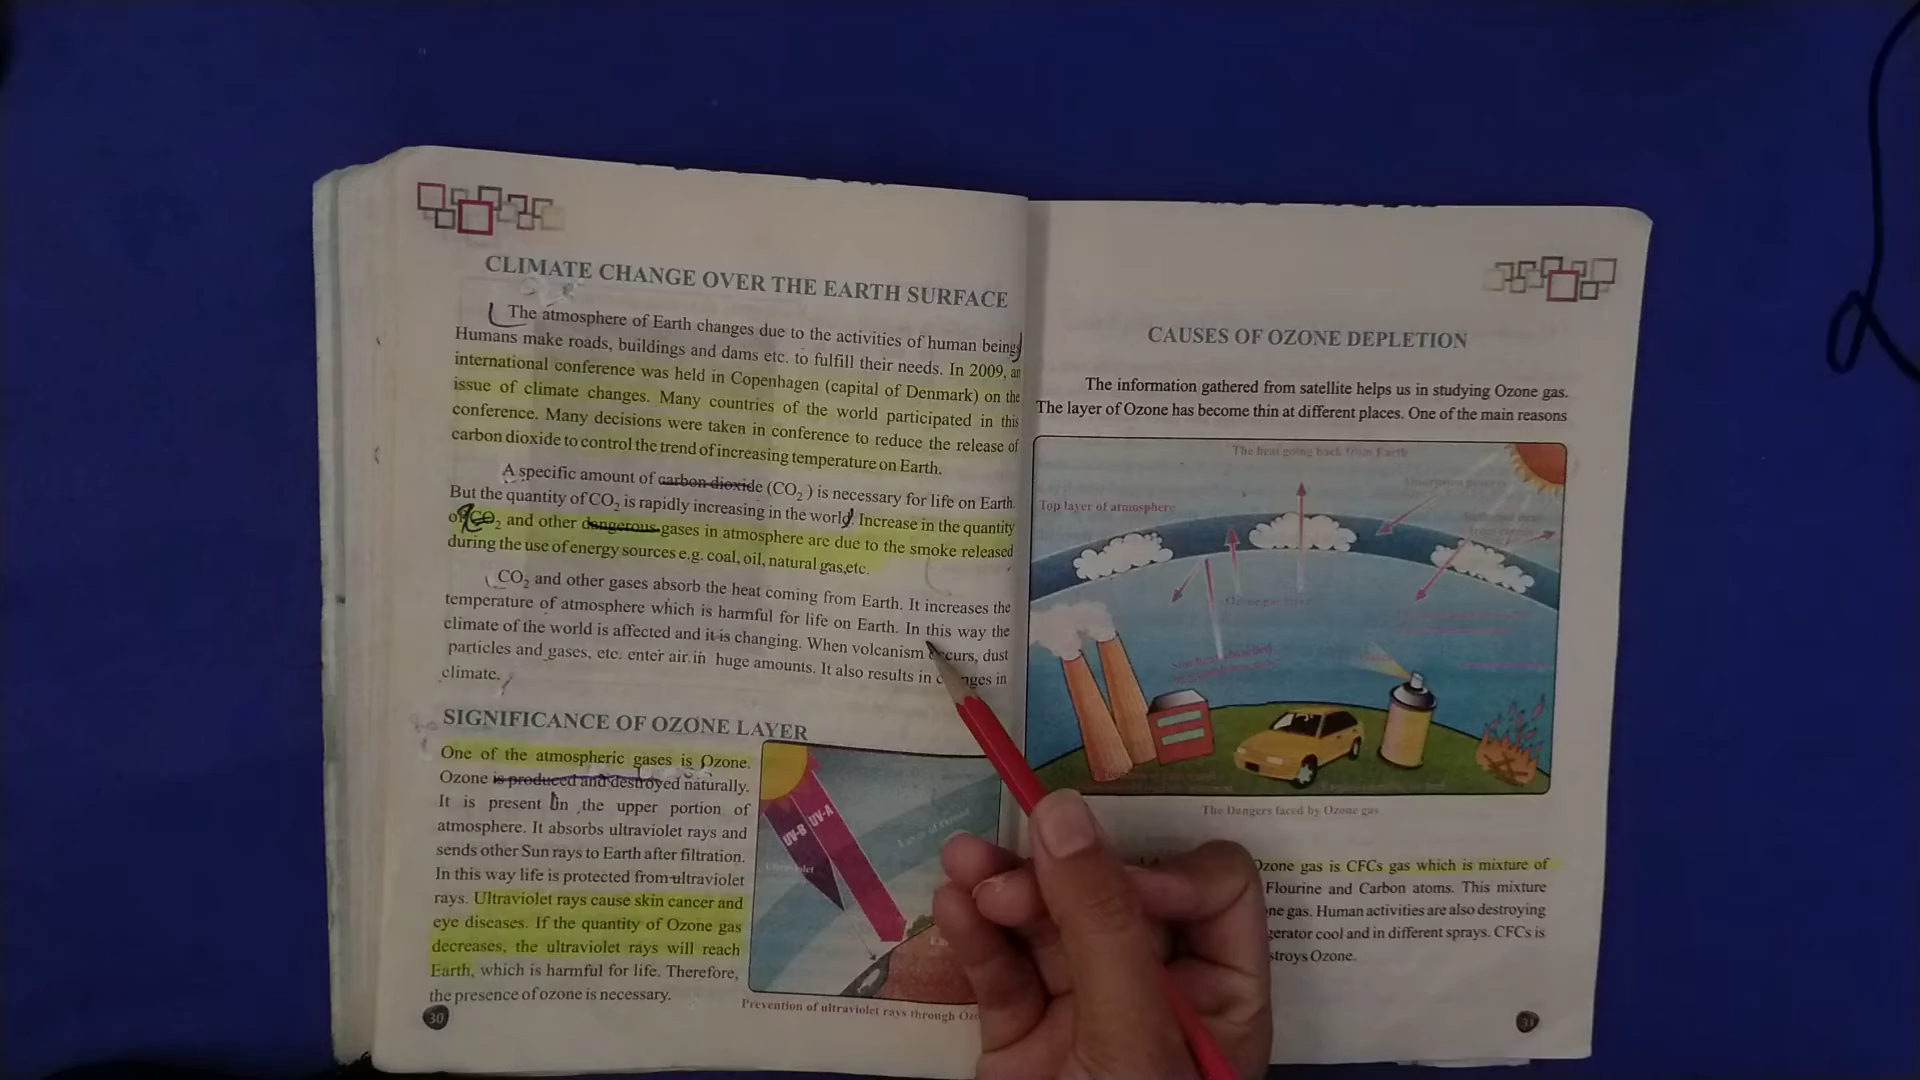 CLIMATE CHANGE OVER THE EARTH SURFACE
The atmosphere of Earth changes due to the activities of human beings
Humans make roads, buildings and dams etc. to fulfill their needs. In 2009, an
international conference was held in Copenhagen (capital of Denmark) on the
issue of climate changes. Many countries of the world participated in this
conference. Many decisions were taken in conference to reduce the release of
carbon dioxide to control the trend of increasing temperature on Earth.
A specific amount of carbon dioxide (CO₂) is necessary for life on Earth.
But the quantity of CO₂ is rapidly increasing in the world. Increase in the quantity
of CO₂ and other dangerous gases in atmosphere are due to the smoke released
during the use of energy sources e.g. coal, oil, natural gas,etc.
CO₂ and other gases absorb the heat coming from Earth. It increases the
temperature of atmosphere which is harmful for life on Earth. In this way the
climate of the world is affected and it is changing. When volcanism occurs, dust
particles and gases, etc. enter air in huge amounts. It also results in changes in
climate.
SIGNIFICANCE OF OZONE LAYER
One of the atmospheric gases is Ozone.
Ozone is produced and destroyed naturally.
It is present in the upper portion of
atmosphere. It absorbs ultraviolet rays and
sends other Sun rays to Earth after filtration.
In this way life is protected from ultraviolet
rays. Ultraviolet rays cause skin cancer and
eye diseases. If the quantity of Ozone gas
decreases, the ultraviolet rays will reach
Earth, which is harmful for life. Therefore,
the presence of ozone is necessary.
UV-B UV-A
Layer of Ozone
Ultraviolet
Prevention of ultraviolet rays through
30
CAUSES OF OZONE DEPLETION
The information gathered from satellite helps us in studying Ozone gas.
The layer of Ozone has become thin at different places. One of the main reasons
The heat going back from Earth
Top layer of atmosphere
Ozone gas layer
The Dangers faced by Ozone gas
Ozone gas is CFCs gas which is mixture of
Flourine and Carbon atoms. This mixture
gas. Human activities are also destroying
cool and in different sprays. CFCs is
Ozone.
31